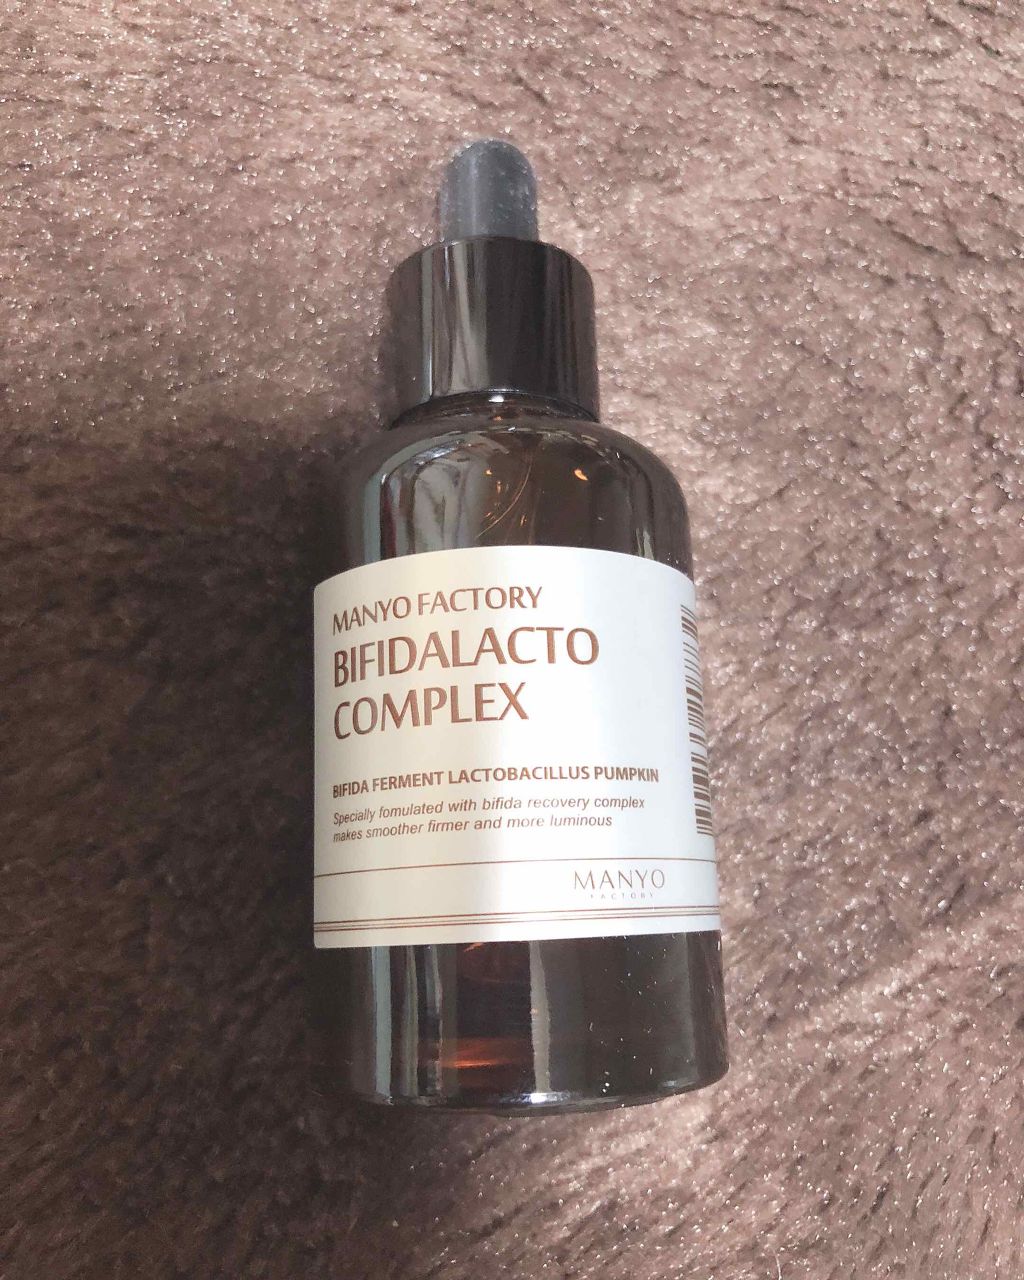 MANYO FACTORY
BIFIDALACTO
COMPLEX
BIFIDA FERMENT LACTOBACILLUS PUMPKIN
Specially fomulated with bifida recovery complex
makes smoother firmer and more luminous
MANYO
FACTORY